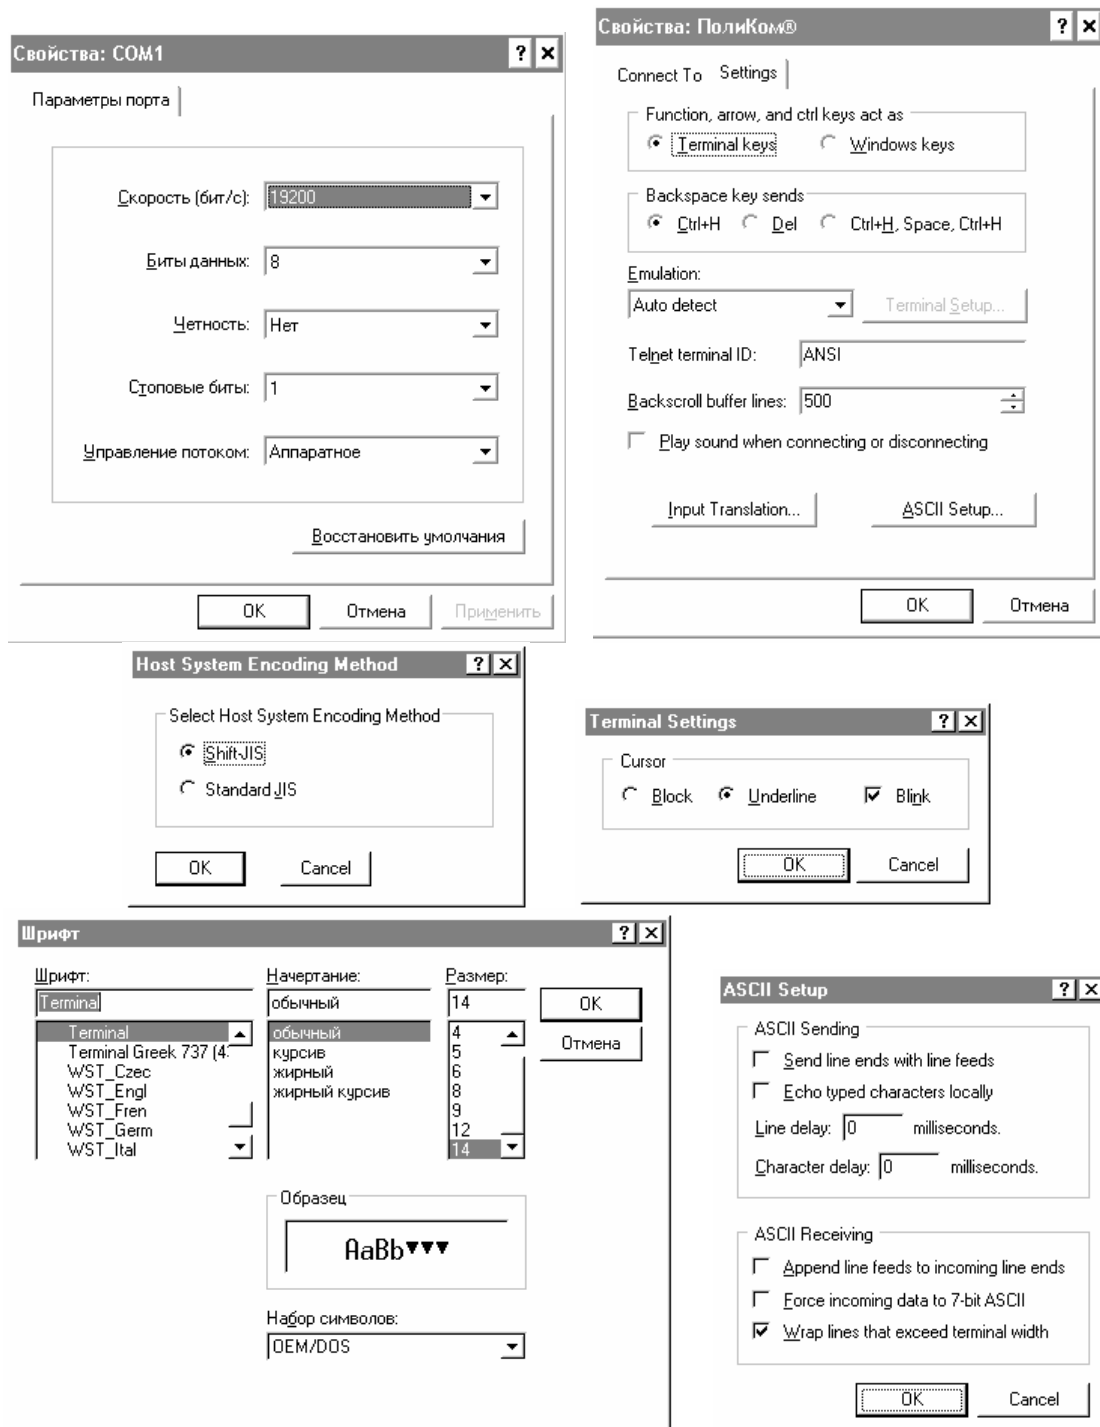 Свойства: COM1
Параметры порта
Скорость (бит/с): 19200
Биты данных: 8
Четность: Нет
Стоповые биты: 1
Управление потоком: Аппаратное
Восстановить умолчания
OK Отмена Применить
Свойства: ПолиКом®
Connect To Settings
Function, arrow, and ctrl keys act as
Terminal keys Windows keys
Backspace key sends
Ctrl+H Del Ctrl+H, Space, Ctrl+H
Emulation:
Auto detect Terminal Setup...
Telnet terminal ID: ANSI
Backscroll buffer lines: 500
Play sound when connecting or disconnecting
Input Translation... ASCII Setup...
OK Отмена
Host System Encoding Method
Select Host System Encoding Method
Shift-JIS
Standard JIS
OK Cancel
Terminal Settings
Cursor
Block Underline Blink
OK Cancel
Шрифт
Шрифт: Начертание: Размер:
Terminal обычный 14 OK
Terminal обычный 4
Terminal Greek 737 (4: курсив 5 Отмена
WST_Czec жирный 6
WST_Engl жирный курсив 8
WST_Fren 9
WST_Germ 12
WST_Ital 14
Образец
AaBb▼▼▼
Набор символов:
OEM/DOS
ASCII Setup
ASCII Sending
Send line ends with line feeds
Echo typed characters locally
Line delay: 0 milliseconds.
Character delay: 0 milliseconds.
ASCII Receiving
Append line feeds to incoming line ends
Force incoming data to 7-bit ASCII
Wrap lines that exceed terminal width
OK Cancel